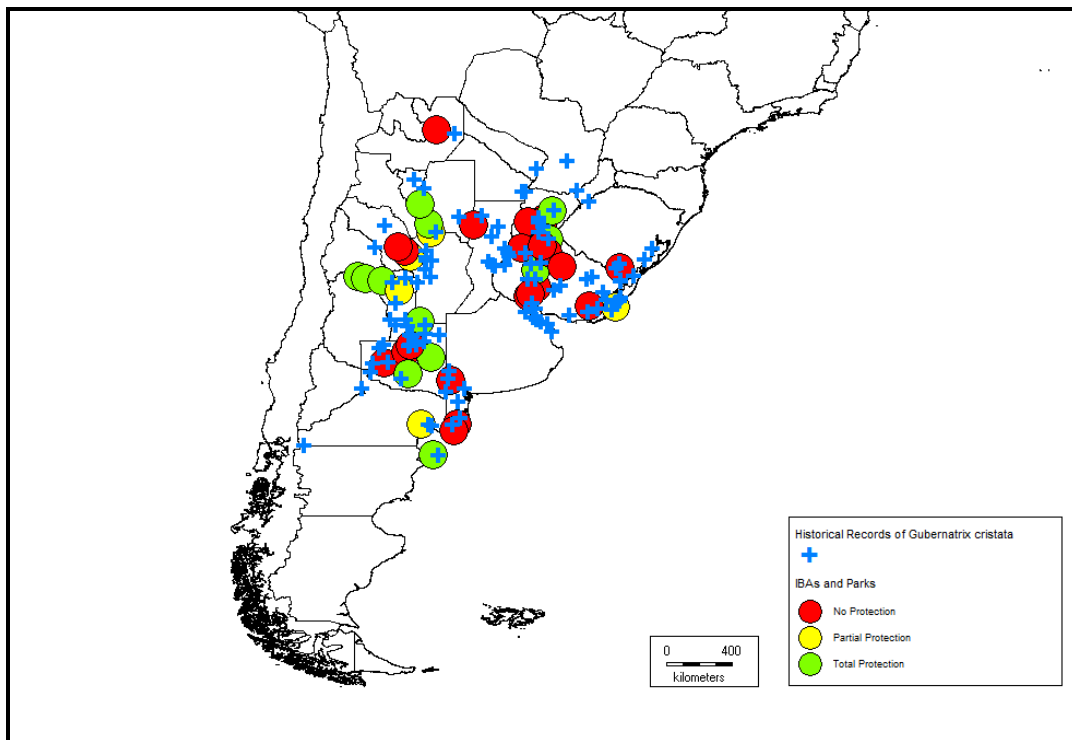 Historical Records of Gubernatrix cristata
IBAs and Parks
No Protection
Partial Protection
Total Protection
0 400
kilometers